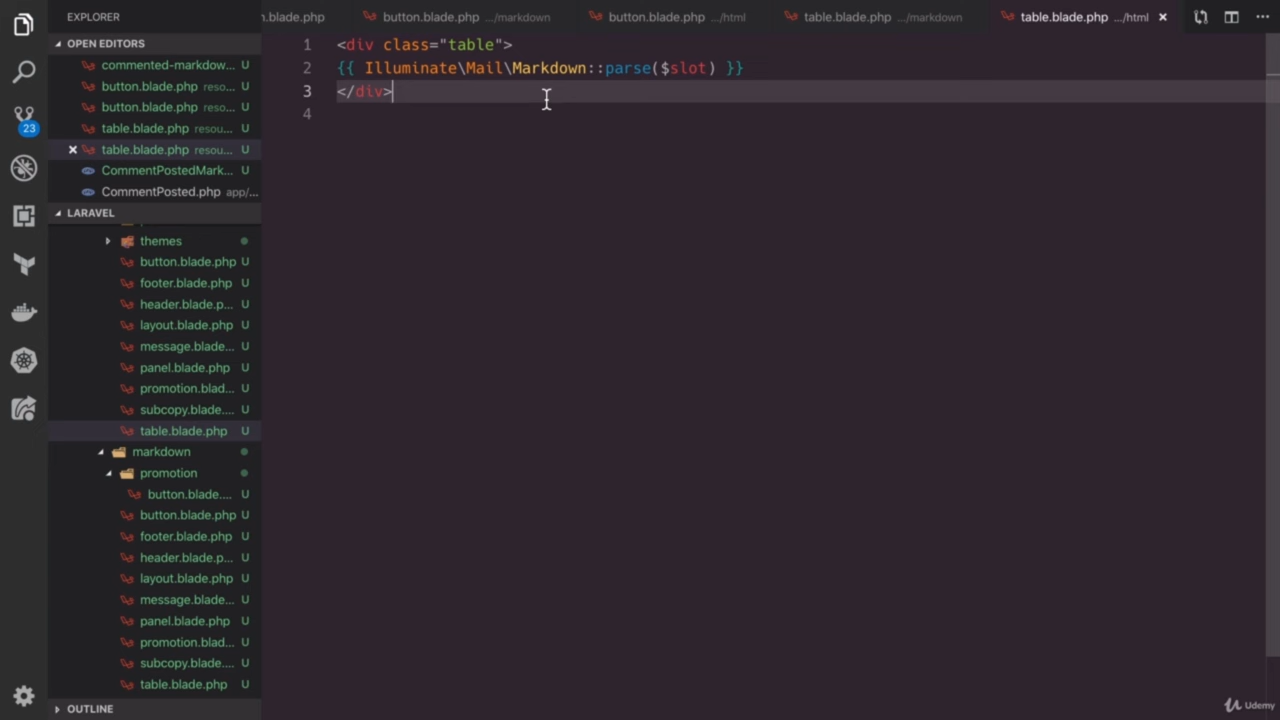 EXPLORER
n.blade.php
button.blade.php .../markdown
button.blade.php .../html
table.blade.php .../markdown
table.blade.php .../html
OPEN EDITORS
commented-markdow...
U
button.blade.php reso...
U
button.blade.php reso...
U
table.blade.php resou...
U
table.blade.php resou...
U
CommentPostedMark...
U
CommentPosted.php app/...
23
LARAVEL
themes
button.blade.php U
footer.blade.php U
header.blade.p... U
layout.blade.php U
message.blade... U
panel.blade.php U
promotion.blad... U
subcopy.blade.... U
table.blade.php U
markdown
promotion
button.blade.... U
button.blade.php U
footer.blade.php U
header.blade.p... U
layout.blade.php U
message.blade... U
panel.blade.php U
promotion.blad... U
subcopy.blade.... U
table.blade.php U
OUTLINE
1 <div class="table">
2 {{ Illuminate\Mail\Markdown::parse($slot) }}
3 </div>
4
Udemy